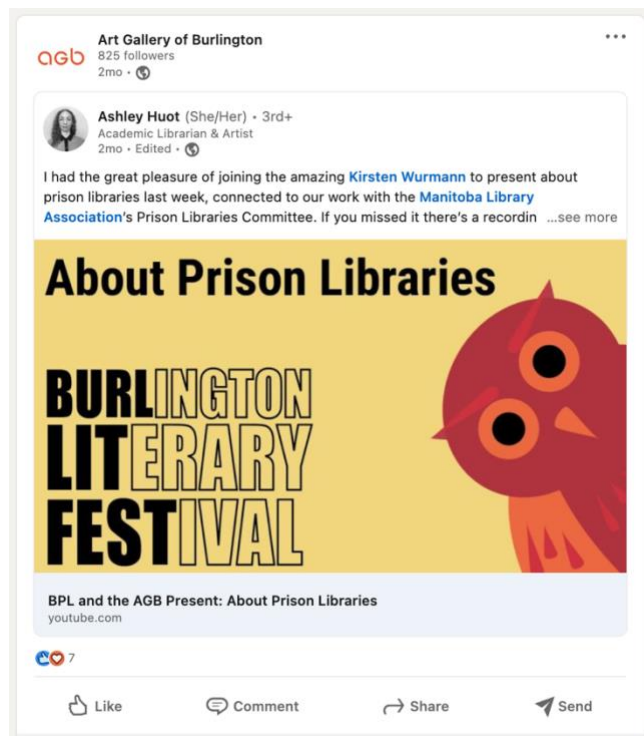 agb
Art Gallery of Burlington
825 followers
2mo •
Ashley Huot (She/Her) • 3rd+
Academic Librarian & Artist
2mo • Edited •
I had the great pleasure of joining the amazing Kirsten Wurmann to present about
prison libraries last week, connected to our work with the Manitoba Library
Association's Prison Libraries Committee. If you missed it there's a recordin ...see more
About Prison Libraries
BURLINGTON
LITERARY
FESTIVAL
BPL and the AGB Present: About Prison Libraries
youtube.com
7
Like Comment Share Send